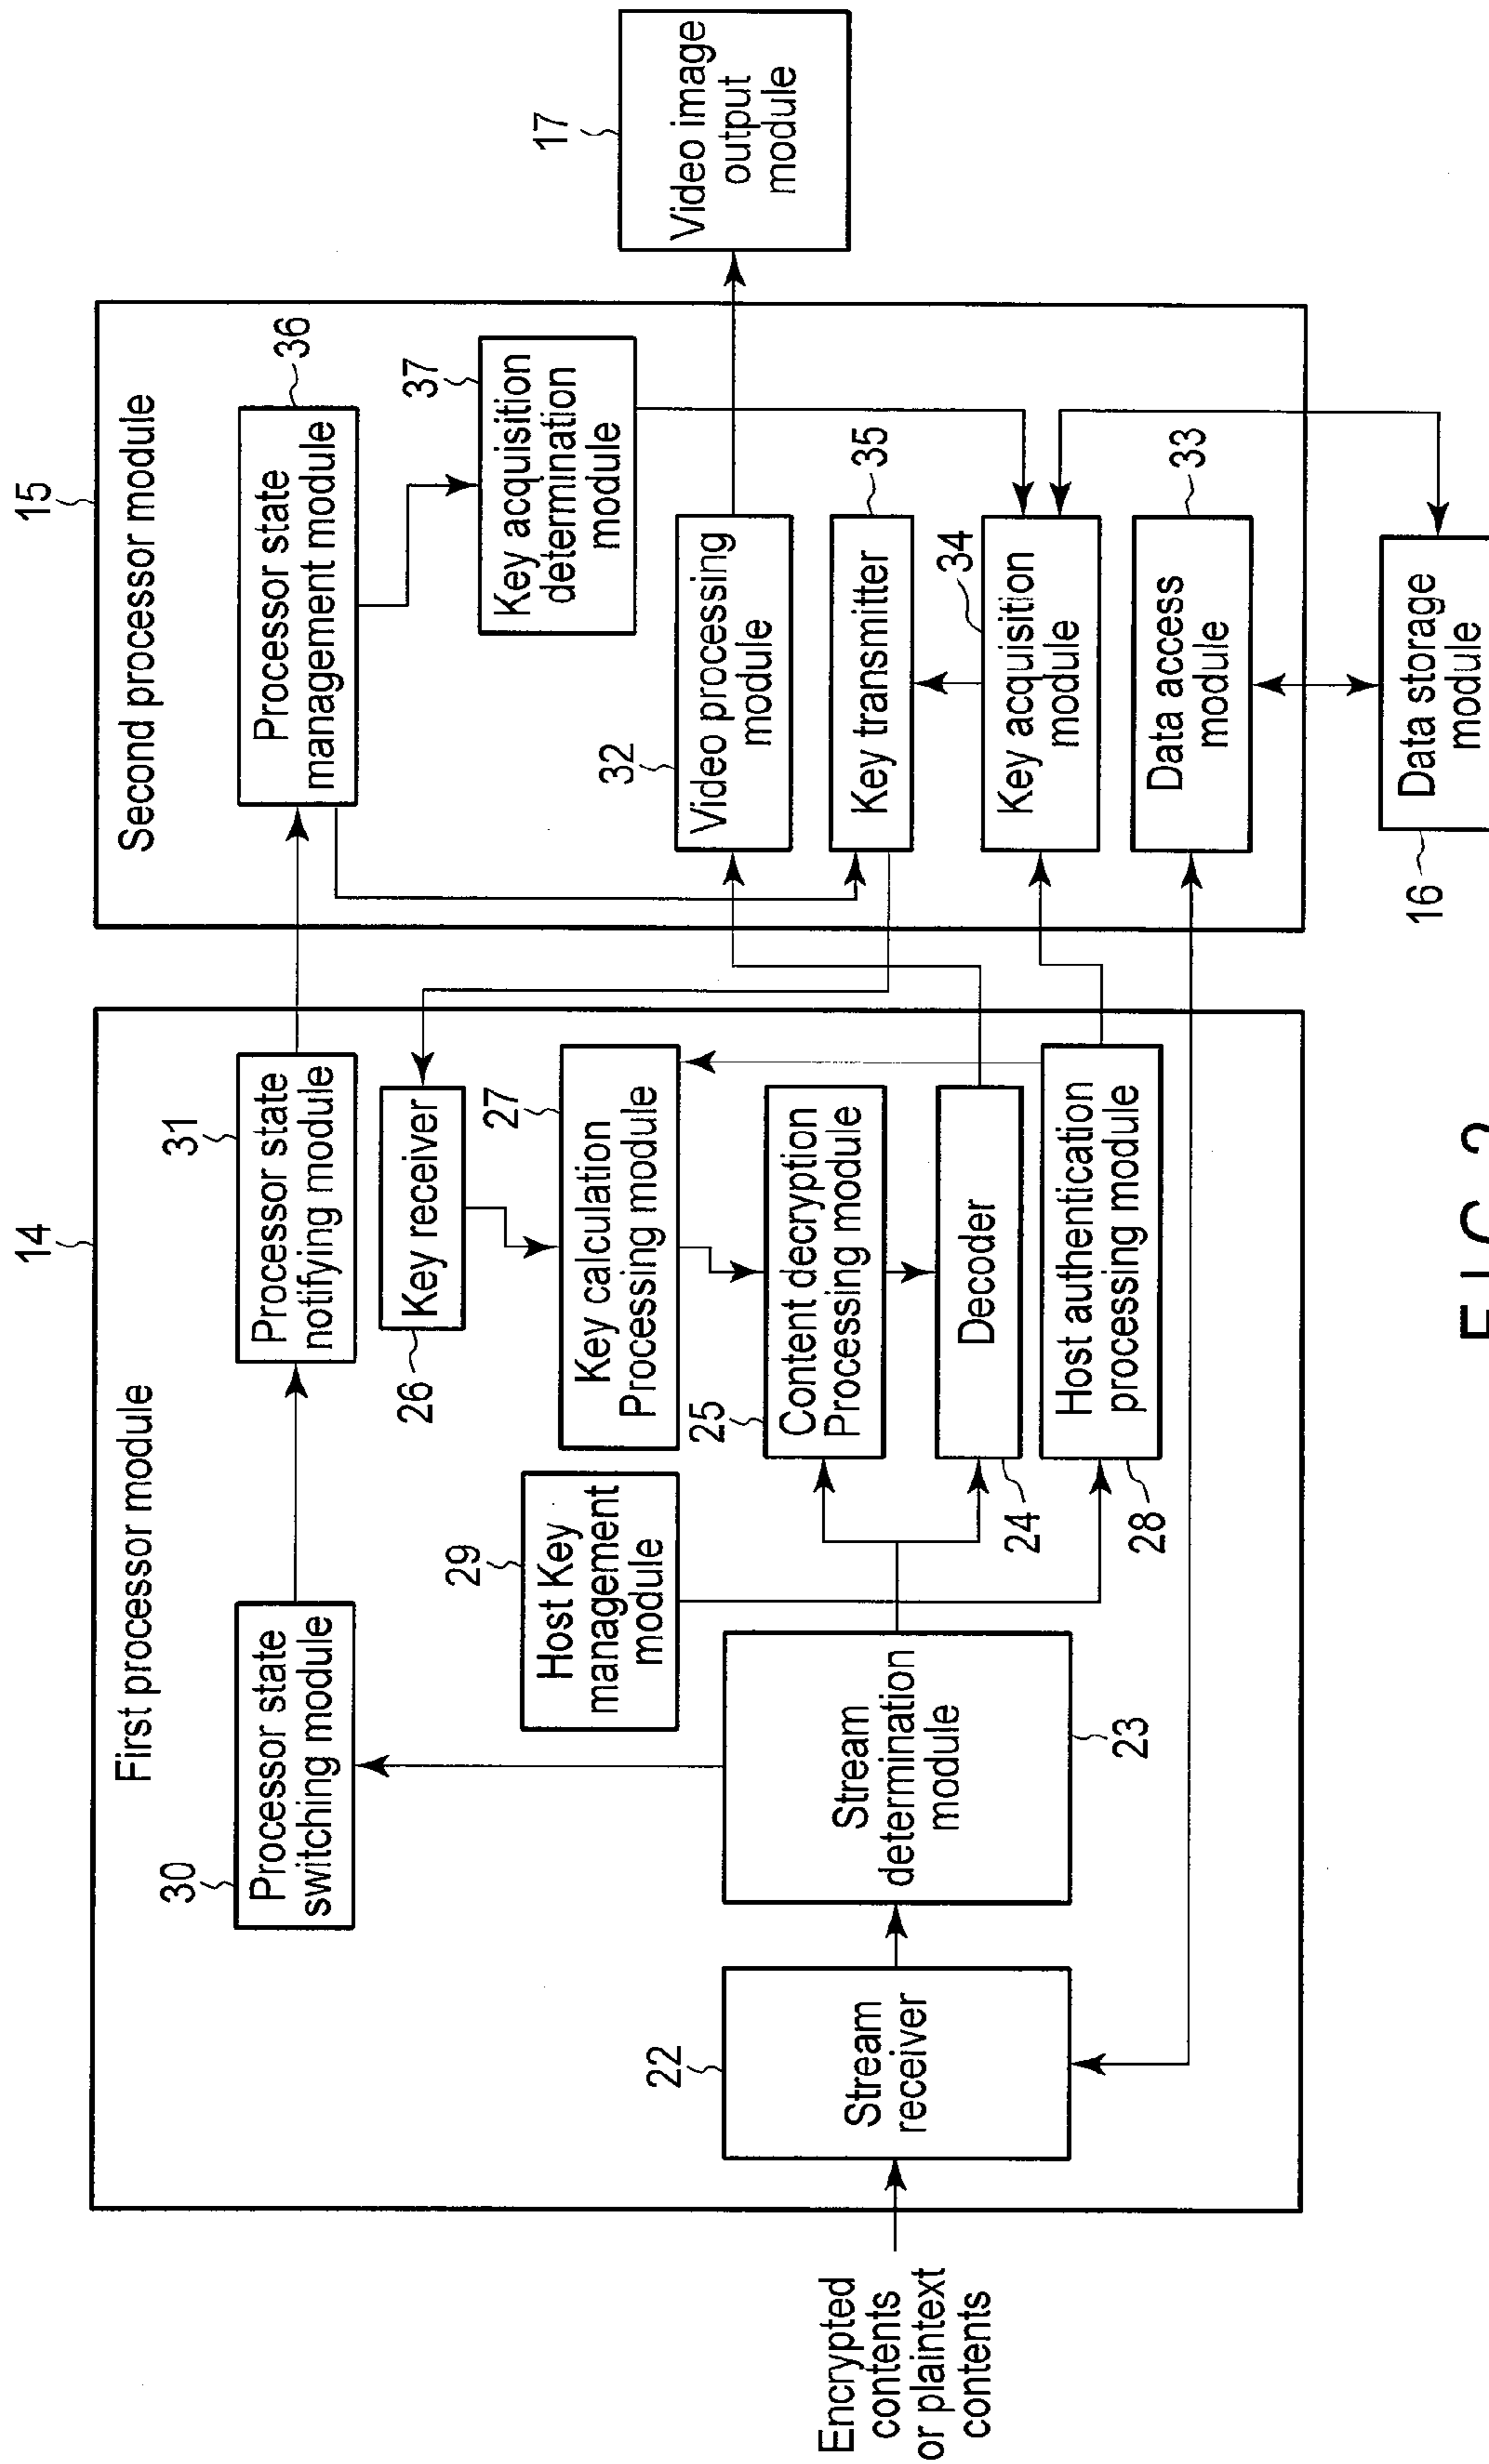 15
Second processor module
Processor state
management module
36
37
Key acquisition
determination
module
32
Video processing
module
Key transmitter
35
34
Key acquisition
module
Data access
module
33
17
Video image
output
module
16
Data storage
module
14
First processor module
30
Processor state
switching module
31
Processor state
notifying module
26
Key receiver
27
Key calculation
Processing module
29
Host Key
management
module
25
Content decryption
Processing module
Decoder
24
Host authentication
processing module
28
22
Stream
receiver
Stream
determination
module
23
Encrypted
contents
or plaintext
contents